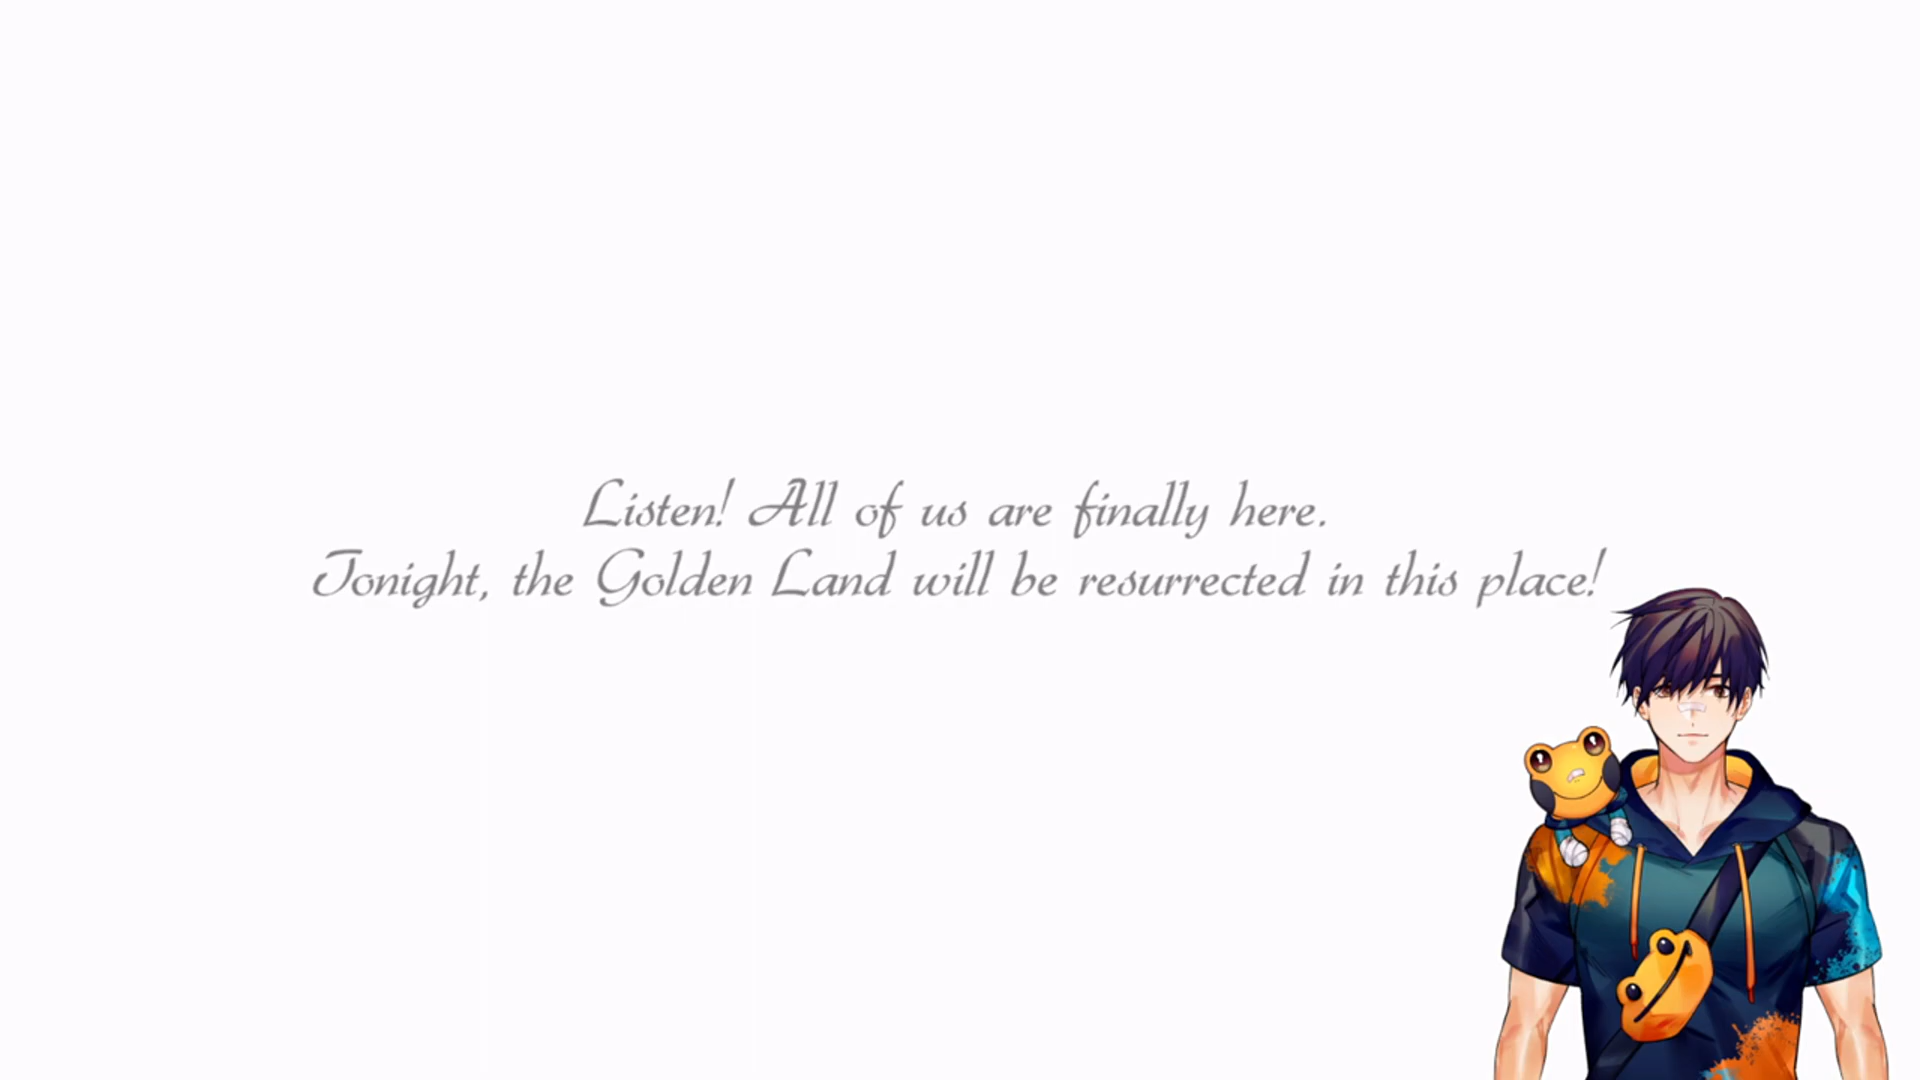 Listen! All of us are finally here.
Tonight, the Golden Land will be resurrected in this place!